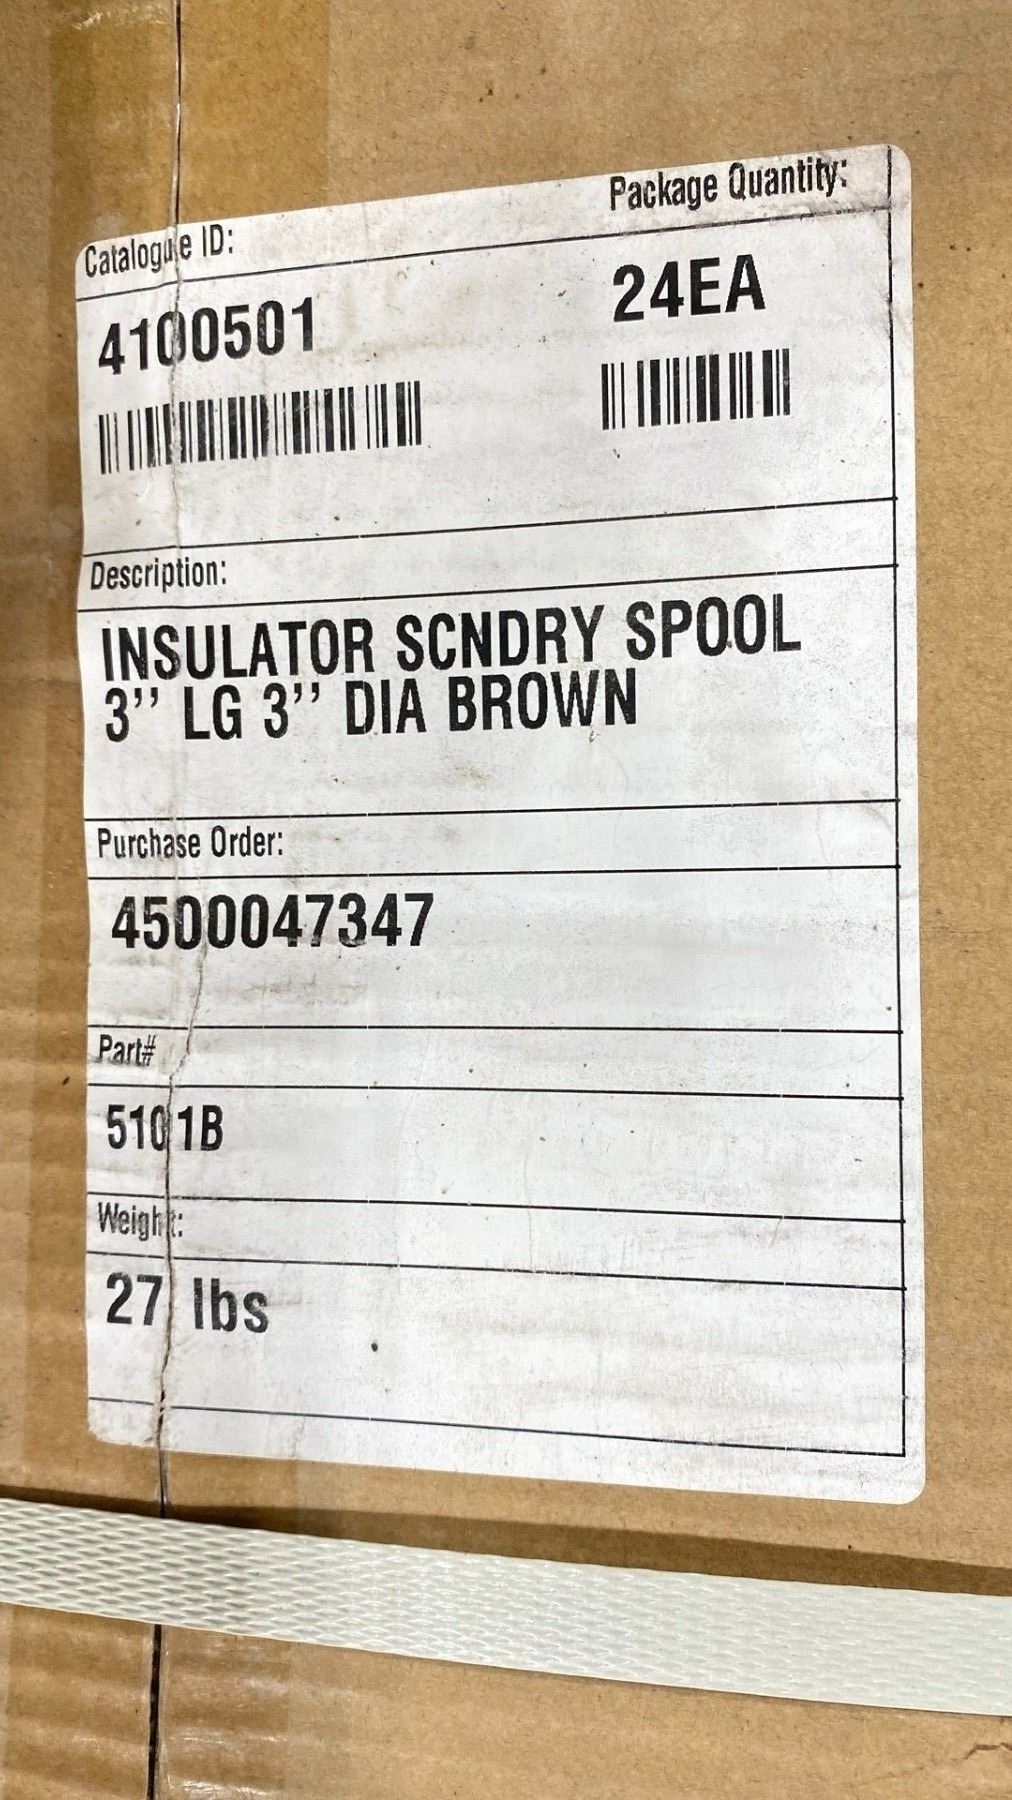 Catalogue ID:
Package Quantity:
4100501
24EA
Description:
INSULATOR SCNDRY SPOOL
3'' LG 3'' DIA BROWN
Purchase Order:
4500047347
Part#
5101B
Weight:
27 lbs